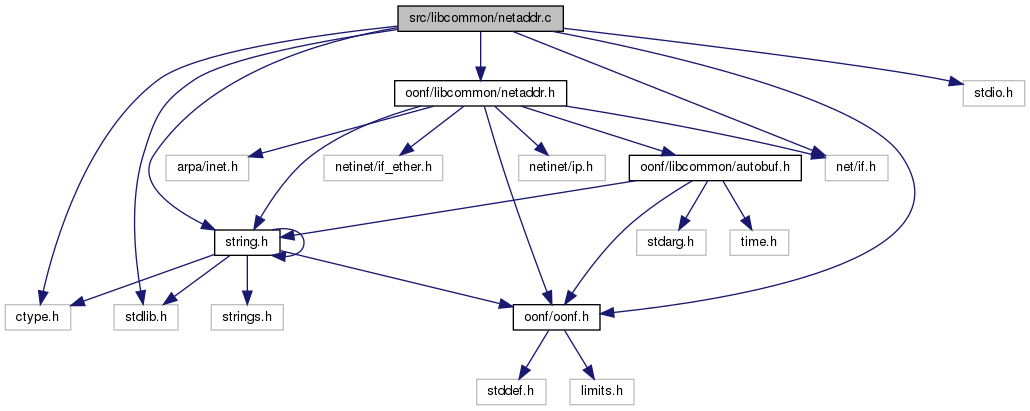 src/libcommon/netaddr.c
oonf/libcommon/netaddr.h
stdio.h
arpa/inet.h
netinet/if_ether.h
netinet/ip.h
oonf/libcommon/autobuf.h
net/if.h
string.h
stdarg.h
time.h
ctype.h
stdlib.h
strings.h
oonf/oonf.h
stddef.h
limits.h